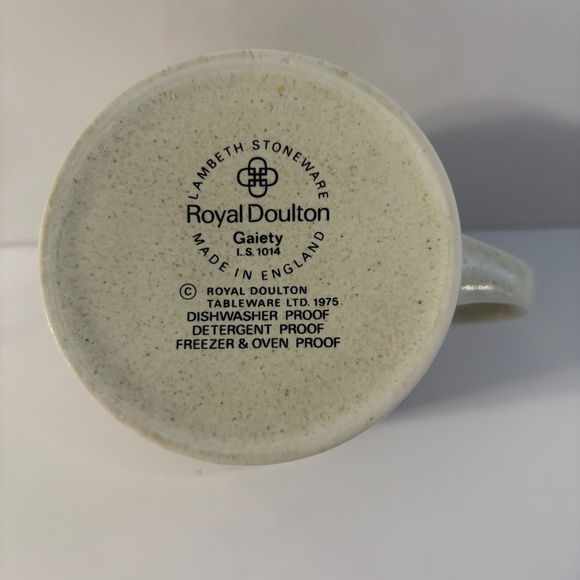 LAMBETH STONEWARE
Royal Doulton
Gaiety
I.S. 1014
MADE IN ENGLAND
© ROYAL DOULTON
TABLEWARE LTD. 1975
DISHWASHER PROOF
DETERGENT PROOF
FREEZER & OVEN PROOF